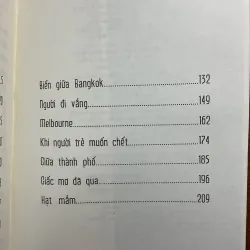 Biển giữa Bangkok........................132
Người đi vắng........................149
Melbourne........................162
Khi người trẻ muốn chết........................174
Giữa thành phố........................185
Giấc mơ đã qua........................196
Hạt mầm........................209